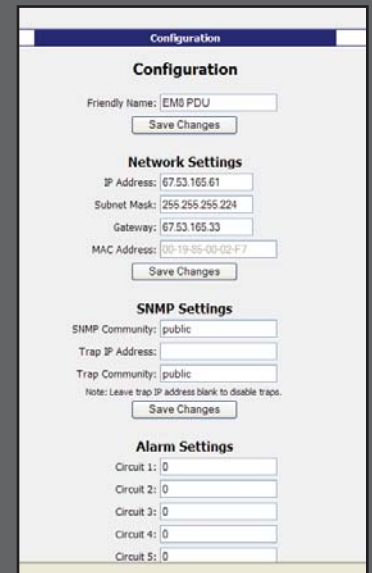 Configuration
Configuration
Friendly Name: EM8 PDU
Save Changes
Network Settings
IP Address: 67.53.165.61
Subnet Mask: 255.255.255.224
Gateway: 67.53.165.33
MAC Address: 00-19-85-00-02-F7
Save Changes
SNMP Settings
SNMP Community: public
Trap IP Address:
Trap Community: public
Note: Leave trap IP address blank to disable traps.
Save Changes
Alarm Settings
Circuit 1: 0
Circuit 2: 0
Circuit 3: 0
Circuit 4: 0
Circuit 5: 0